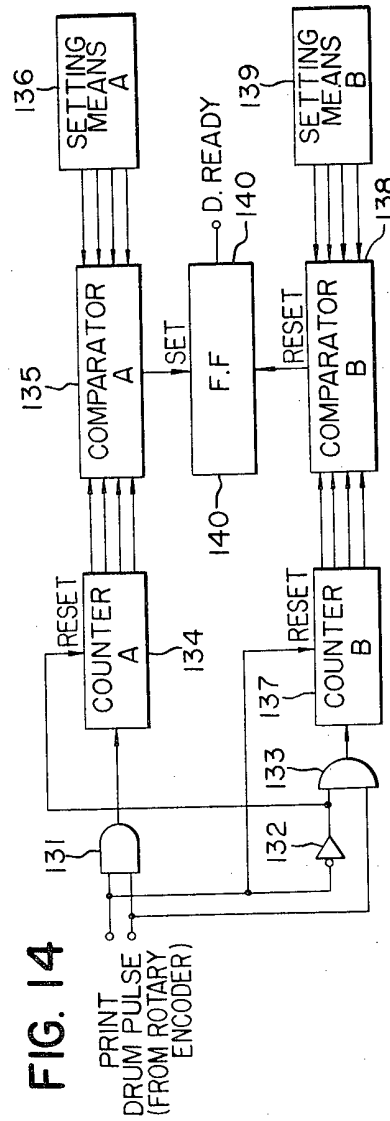 FIG. 14
PRINT
DRUM PULSE
(FROM ROTARY
ENCODER)
131
132
133
RESET
COUNTER
A
134
RESET
COUNTER
B
137
135
COMPARATOR
A
136
SETTING
MEANS
A
SET
F.F
140
140
D. READY
RESET
COMPARATOR
B
138
139
SETTING
MEANS
B